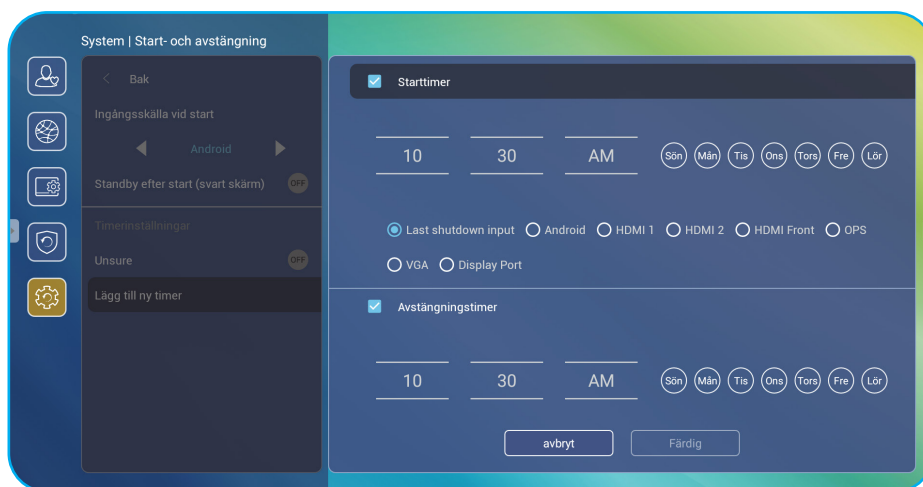 System | Start- och avstängning
Bak
Ingångsskälla vid start
Android
Standby efter start (svart skärm) OFF
Timerinställningar
Unsure OFF
Lägg till ny timer
Starttimer
10 30 AM Sön Mån Tis Ons Tors Fre Lör
Last shutdown input Android HDMI 1 HDMI 2 HDMI Front OPS
VGA Display Port
Avstängningstimer
10 30 AM Sön Mån Tis Ons Tors Fre Lör
avbryt Färdig